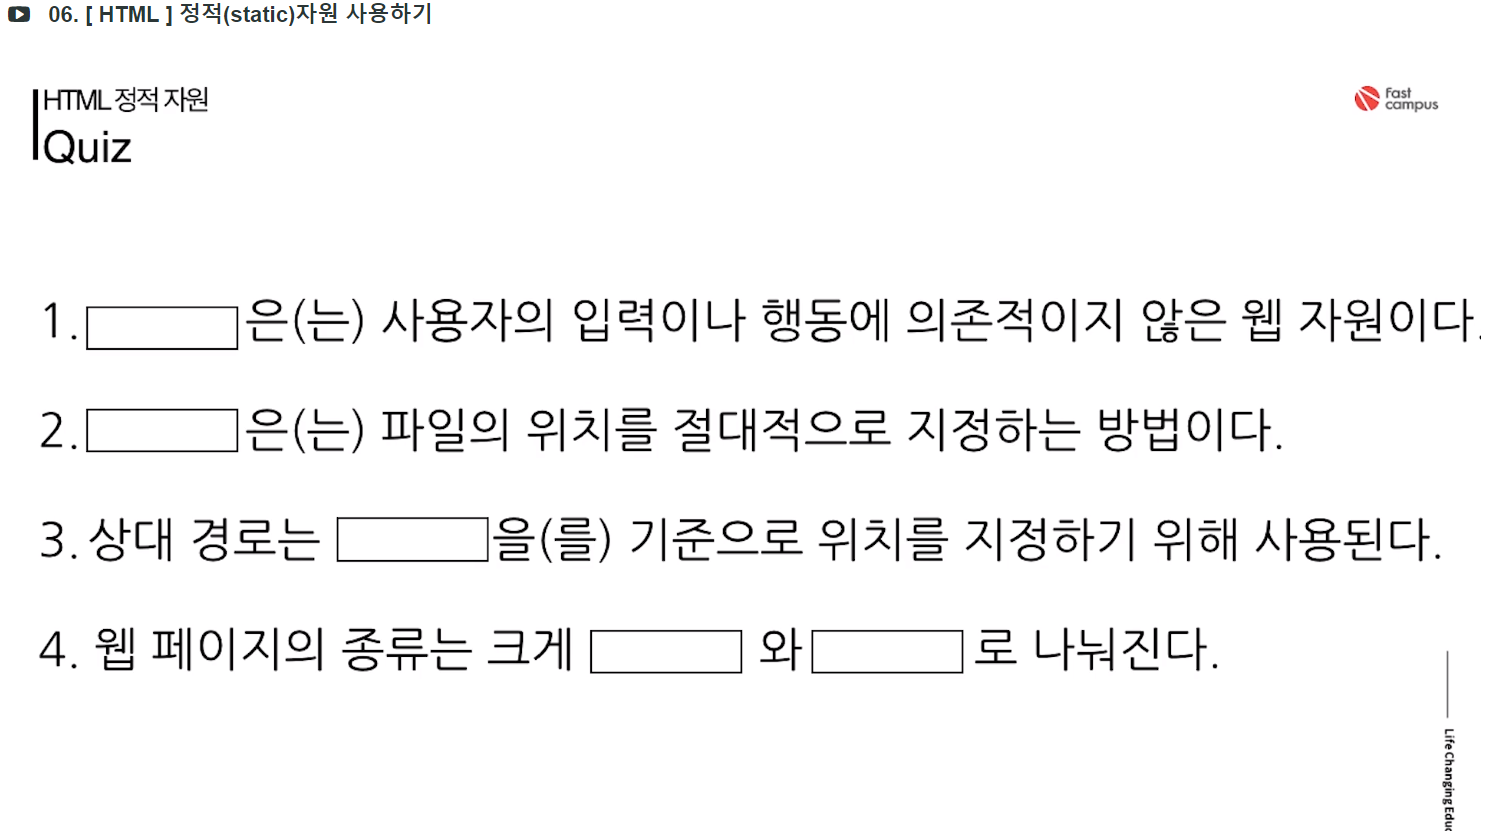 06. [ HTML ] 정적(static)자원 사용하기
HTML 정적 자원
Quiz
fast
campus
1. 은(는) 사용자의 입력이나 행동에 의존적이지 않은 웹 자원이다.
2. 은(는) 파일의 위치를 절대적으로 지정하는 방법이다.
3. 상대 경로는 을(를) 기준으로 위치를 지정하기 위해 사용된다.
4. 웹 페이지의 종류는 크게 와 로 나눠진다.
Life Changing Educ